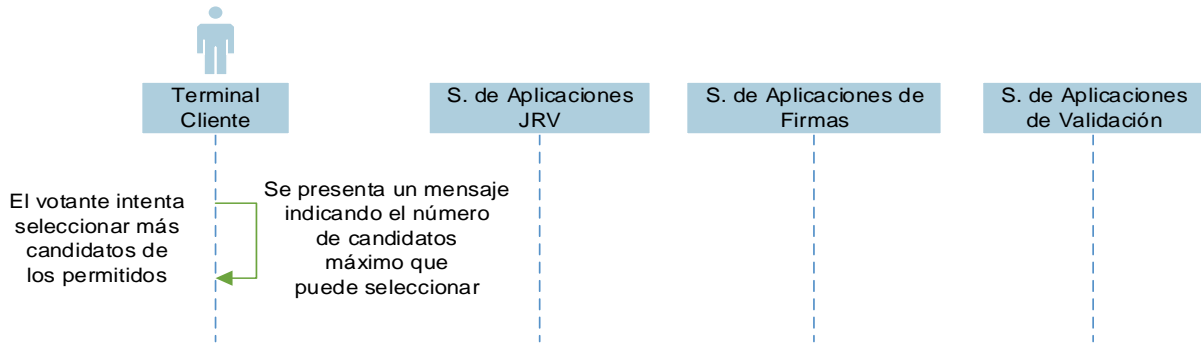 Terminal
Cliente
S. de Aplicaciones
JRV
S. de Aplicaciones de
Firmas
S. de Aplicaciones
de Validación
El votante intenta
seleccionar más
candidatos de
los permitidos
Se presenta un mensaje
indicando el número
de candidatos
máximo que
puede seleccionar